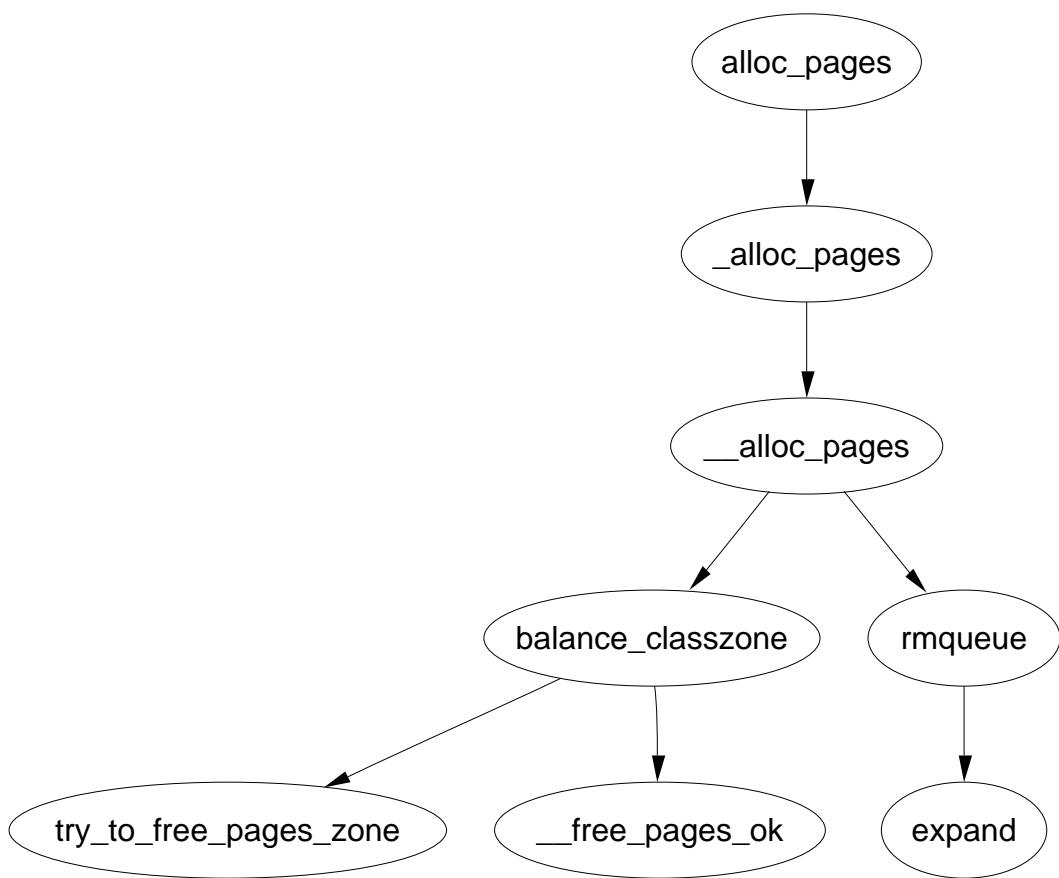 alloc_pages
_alloc_pages
__alloc_pages
balance_classzone
rmqueue
try_to_free_pages_zone
__free_pages_ok
expand